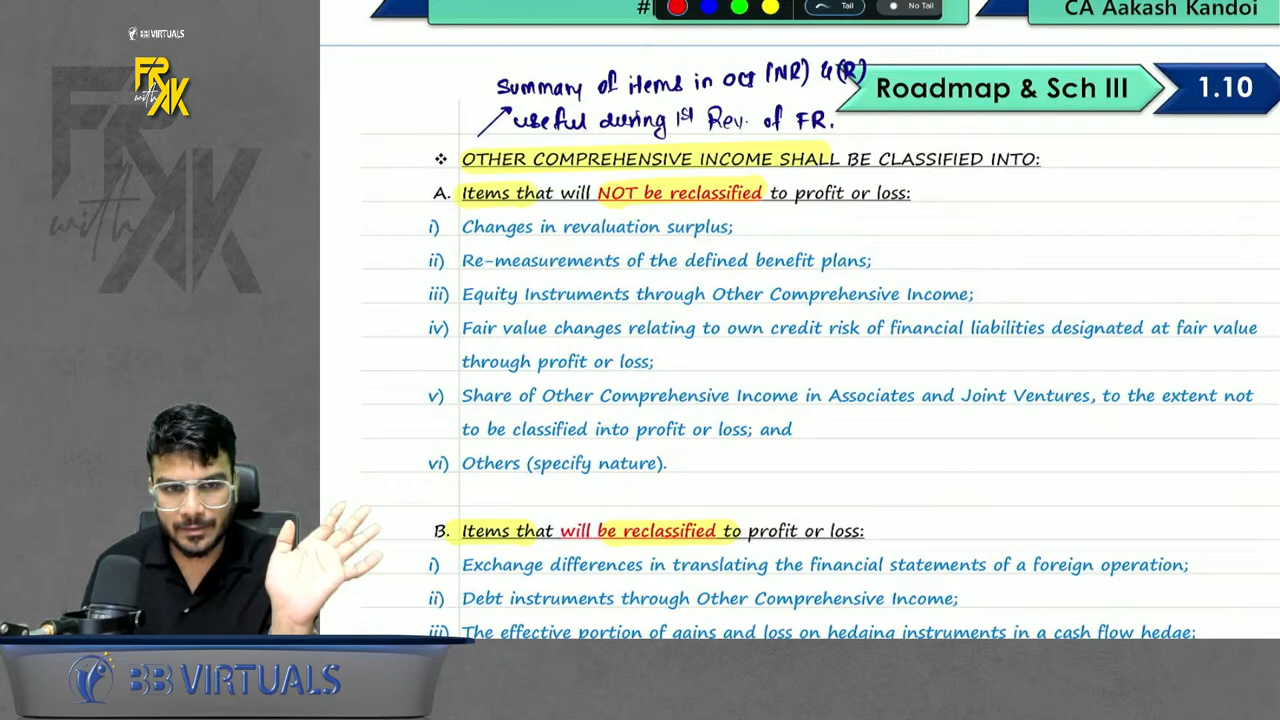 #
Tail
No Tail
CA Aakash Kandoi
BB VIRTUALS
FR
with
AK
Summary of items in OCI (NR) & (R)
useful during 1st Rev. of FR.
Roadmap & Sch III
1.10
❖ OTHER COMPREHENSIVE INCOME SHALL BE CLASSIFIED INTO:
A. Items that will NOT be reclassified to profit or loss:
i) Changes in revaluation surplus;
ii) Re-measurements of the defined benefit plans;
iii) Equity Instruments through Other Comprehensive Income;
iv) Fair value changes relating to own credit risk of financial liabilities designated at fair value
through profit or loss;
v) Share of Other Comprehensive Income in Associates and Joint Ventures, to the extent not
to be classified into profit or loss; and
vi) Others (specify nature).
B. Items that will be reclassified to profit or loss:
i) Exchange differences in translating the financial statements of a foreign operation;
ii) Debt instruments through Other Comprehensive Income;
iii) The effective portion of gains and loss on hedging instruments in a cash flow hedge;
FR
with
AK
BB VIRTUALS